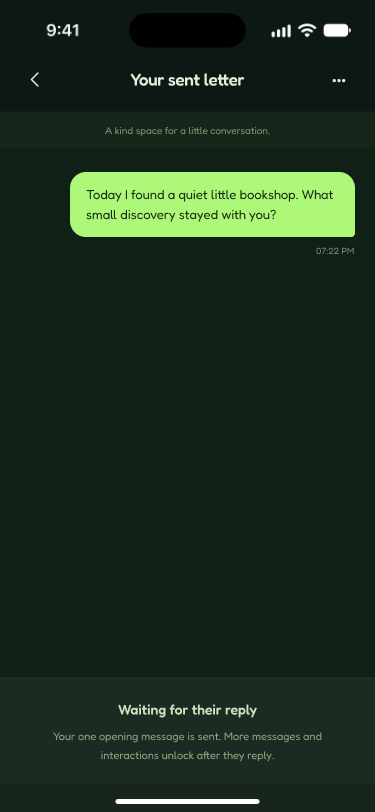 9:41
Your sent letter
A kind space for a little conversation.
Today I found a quiet little bookshop. What
small discovery stayed with you?
07:22 PM
Waiting for their reply
Your one opening message is sent. More messages and
interactions unlock after they reply.